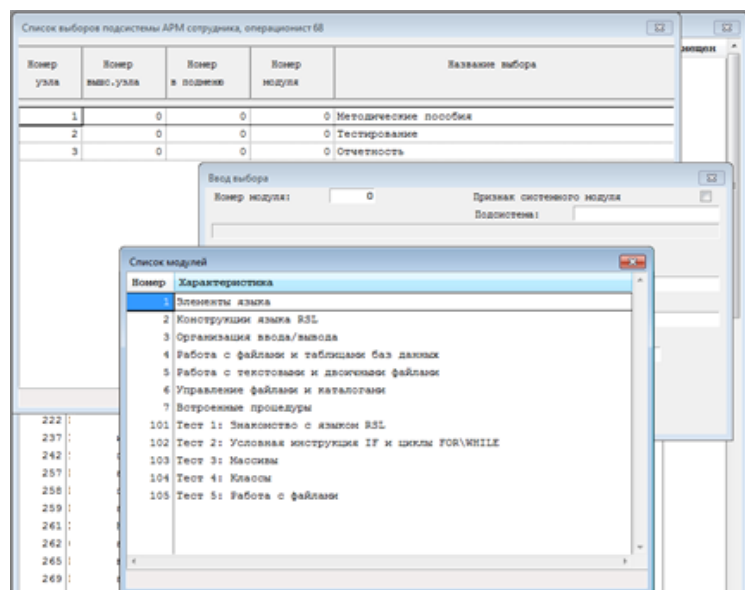 Список выборов подсистемы АРМ сотрудника, операционист 68
Номер узла Номер выше.узла Номер в подменю Номер модуля Название выбора
1 0 0 0 Методические пособия
2 0 0 0 Тестирование
3 0 0 0 Отчетность
Ввод выбора
Номер модуля: 0 Признак системного модуля
Подсистема:
Список модулей
Номер Характеристика
1 Элементы языка
2 Конструкции языка RSL
3 Организация ввода/вывода
4 Работа с файлами и таблицами баз данных
5 Работа с текстовыми и двоичными файлами
6 Управление файлами и каталогами
7 Встроенные процедуры
101 Тест 1: Знакомство с языком RSL
102 Тест 2: Условная инструкция IF и циклы FOR\WHILE
103 Тест 3: Массивы
104 Тест 4: Классы
105 Тест 5: Работа с файлами
222
237
242
257
258
259
261
262
265
269